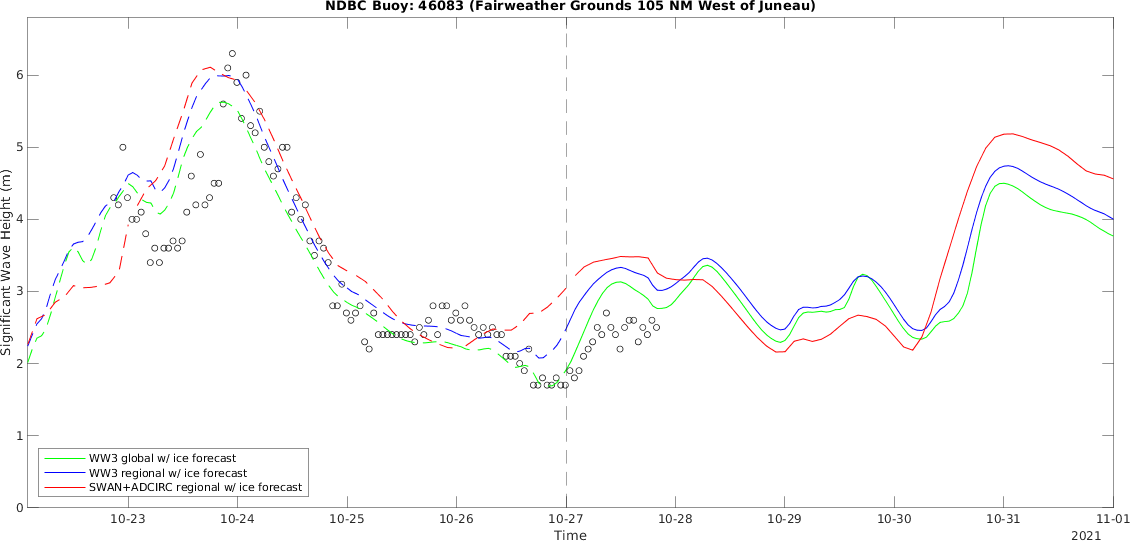 NDBC Buoy: 46083 (Fairweather Grounds 105 NM West of Juneau)
Significant Wave Height (m)
6
5
4
3
2
1
0
WW3 global w/ ice forecast
WW3 regional w/ ice forecast
SWAN+ADCIRC regional w/ ice forecast
10-23 10-24 10-25 10-26 10-27 10-28 10-29 10-30 10-31 11-01
Time
2021